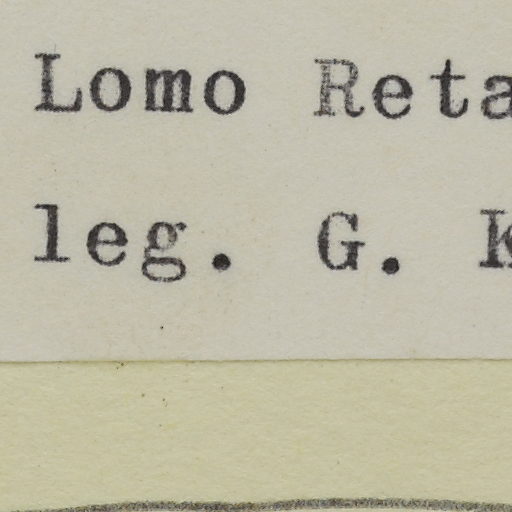 Lomo Reta
leg. G. K